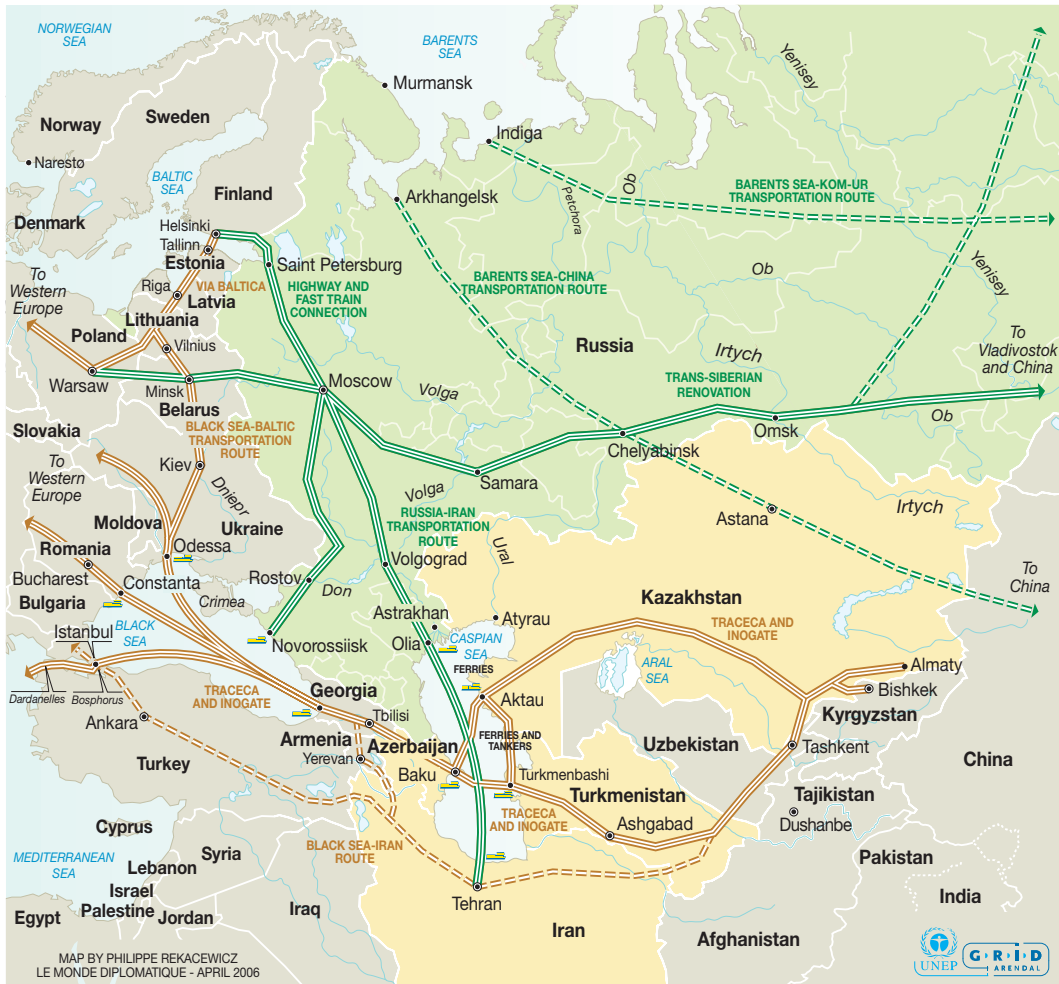 NORWEGIAN
SEA
BARENTS
SEA
Murmansk
Yenisey
Yenisey
Norway
Sweden
Narestø
Indiga
BALTIC
SEA
Finland
Arkhangelsk
Petchora
Ob
BARENTS SEA-KOM-UR
TRANSPORTATION ROUTE
Denmark
Helsinki
Tallinn
Estonia
Saint Petersburg
To
Western
Europe
Riga
VIA BALTICA
Latvia
HIGHWAY AND
FAST TRAIN
CONNECTION
BARENTS SEA-CHINA
TRANSPORTATION ROUTE
Ob
Yenisey
Lithuania
Poland
Vilnius
Russia
Irtych
To
Vladivostok
and China
Warsaw
Minsk
Moscow
Volga
TRANS-SIBERIAN
RENOVATION
Belarus
Ob
Slovakia
BLACK SEA-BALTIC
TRANSPORTATION
ROUTE
Omsk
Chelyabinsk
To
Western
Europe
Kiev
Dniepr
Samara
Volga
Irtych
Moldova
Ukraine
RUSSIA-IRAN
TRANSPORTATION
ROUTE
Astana
Ural
Odessa
Romania
Volgograd
Bucharest
Constanta
Rostov
Don
To
China
Bulgaria
Crimea
Kazakhstan
Astrakhan
Atyrau
TRACECA AND
INOGATE
Istanbul
BLACK
SEA
Novorossiisk
Olia
CASPIAN
SEA
FERRIES
ARAL
SEA
Almaty
Dardanelles
Bosphorus
TRACECA
AND INOGATE
Georgia
Aktau
Bishkek
Ankara
Tbilisi
Kyrgyzstan
Armenia
Azerbaijan
FERRIES AND
TANKERS
Uzbekistan
Tashkent
Turkey
Yerevan
Baku
Turkmenbashi
China
Turkmenistan
Tajikistan
Cyprus
TRACECA
AND INOGATE
Ashgabad
Dushanbe
MEDITERRANEAN
SEA
Lebanon
Syria
BLACK SEA-IRAN
ROUTE
Pakistan
Israel
Palestine
Jordan
Iraq
Tehran
India
Egypt
Iran
Afghanistan
MAP BY PHILIPPE REKACEWICZ
LE MONDE DIPLOMATIQUE - APRIL 2006
UNEP
GRID
ARENDAL